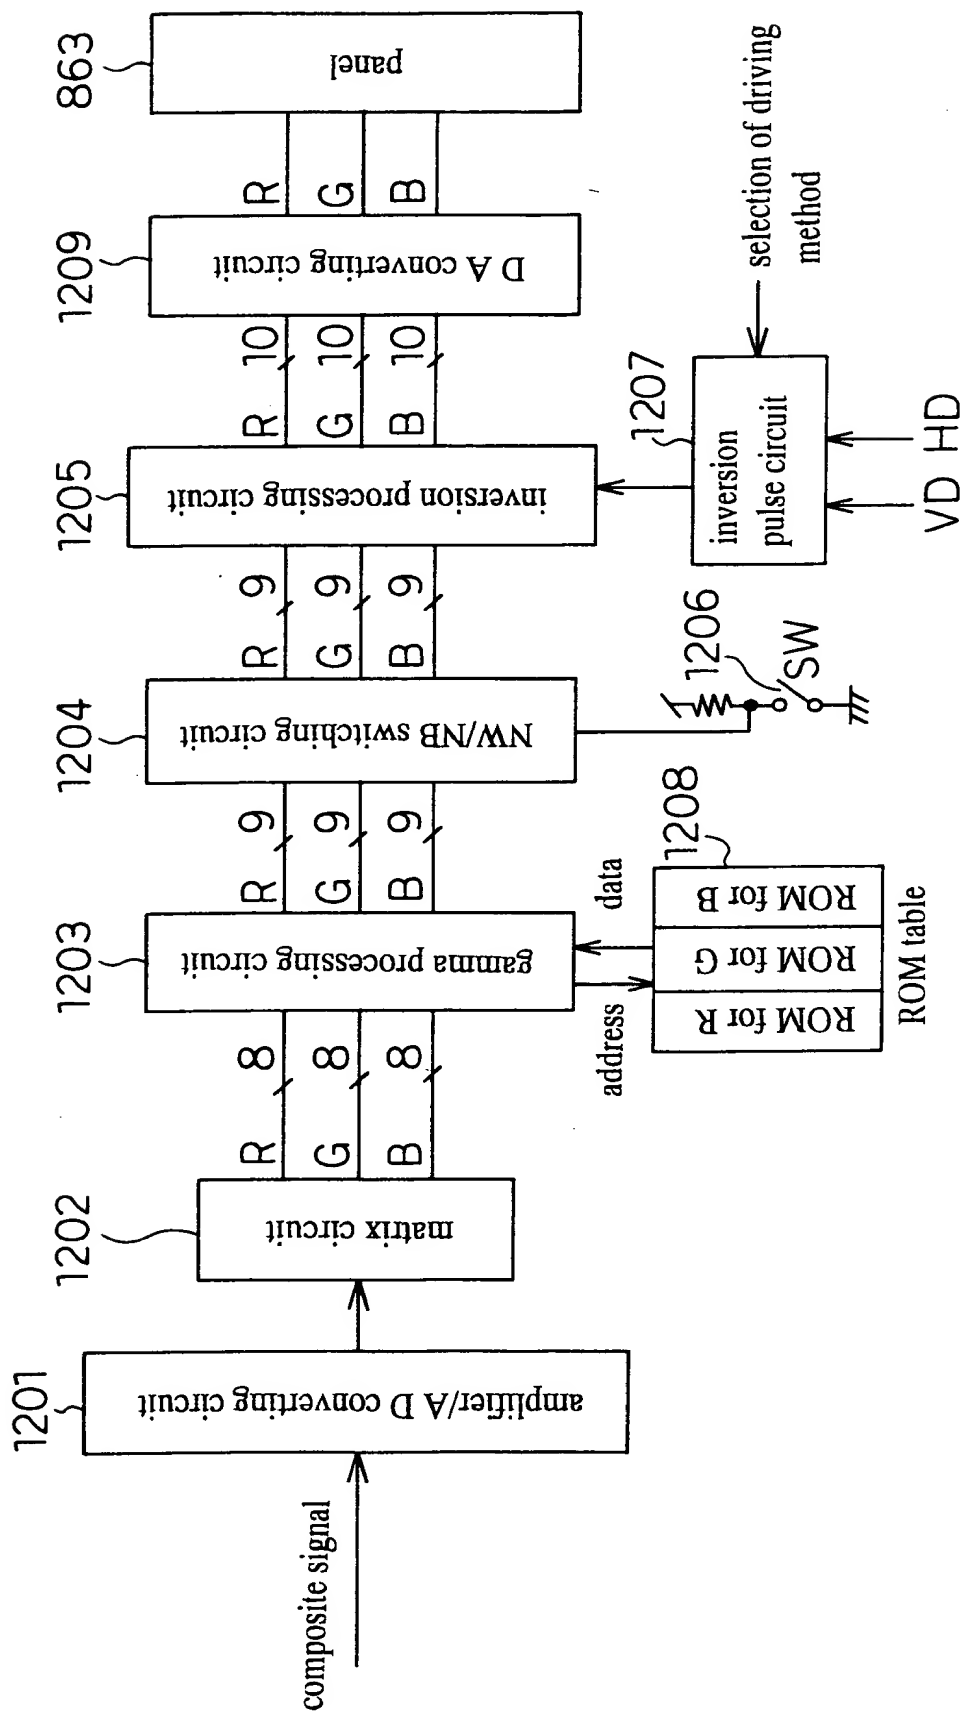 composite signal
1201
amplifier/A D converting circuit
1202
matrix circuit
R 8
G 8
B 8
1203
gamma processing circuit
address
data
1208
ROM for R
ROM for G
ROM for B
ROM table
R 9
G 9
B 9
1204
NW/NB switching circuit
1206
SW
R 9
G 9
B 9
1205
inversion processing circuit
1207
inversion
pulse circuit
VD HD
selection of driving
method
R 10
G 10
B 10
1209
D A converting circuit
R
G
B
863
panel